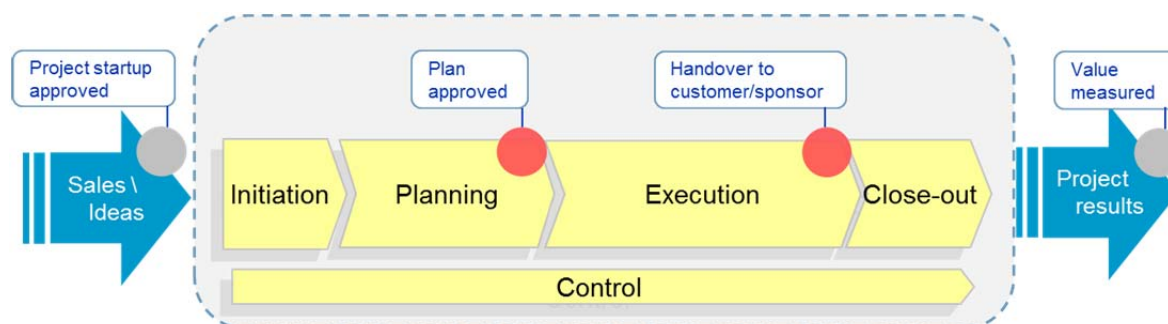 Project startup
approved
Plan
approved
Handover to
customer/sponsor
Value
measured
Sales \
Ideas
Initiation
Planning
Execution
Close-out
Project
results
Control